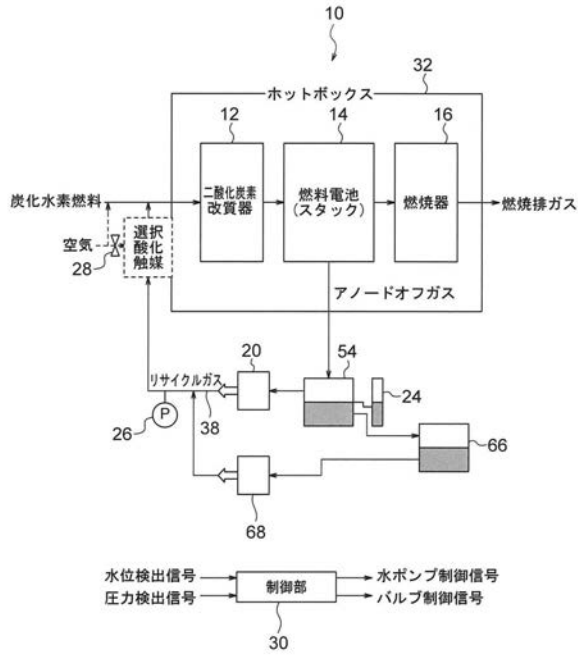 10
32
ホットボックス
12
14
16
炭化水素燃料
二酸化炭素
改質器
燃料電池
(スタック)
燃焼器
燃焼排ガス
空気
28
選択
酸化
触媒
アノードオフガス
20
54
24
リサイクルガス
P
26
38
66
68
水位検出信号
圧力検出信号
制御部
水ポンプ制御信号
バルブ制御信号
30